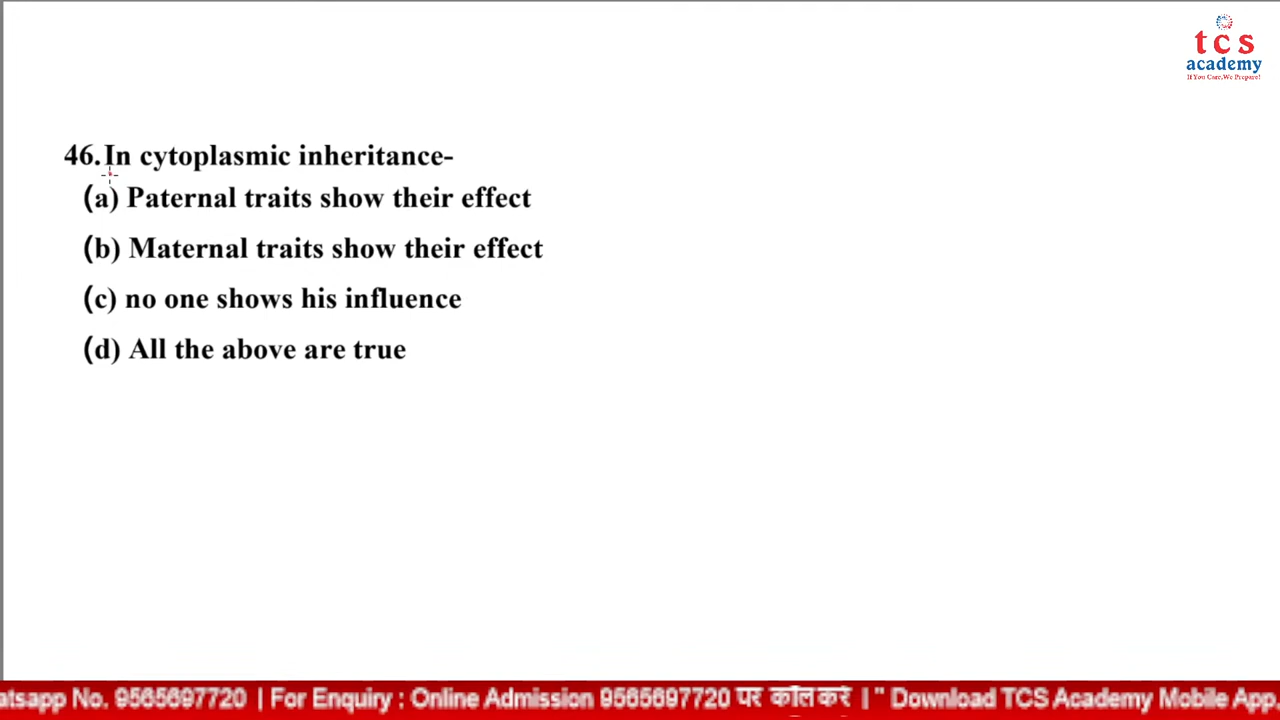 tcs
academy
If You Care,We Prepare!
46.In cytoplasmic inheritance-
(a) Paternal traits show their effect
(b) Maternal traits show their effect
(c) no one shows his influence
(d) All the above are true
atsapp No. 9565697720 | For Enquiry : Online Admission 9565697720 पर कॉल करें | " Download TCS Academy Mobile App.